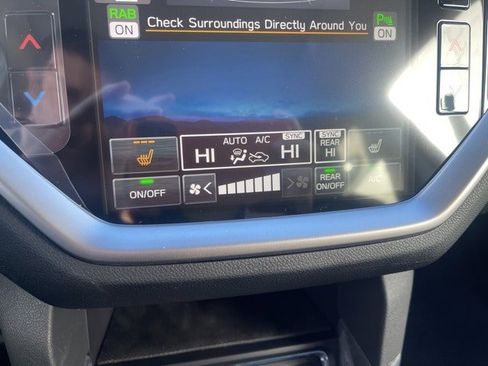 RAB
ON
Check Surroundings Directly Around You
ON
AUTO A/C SYNC
HI HI
SYNC
REAR
HI
ON/OFF
REAR
ON/OFF
A/C